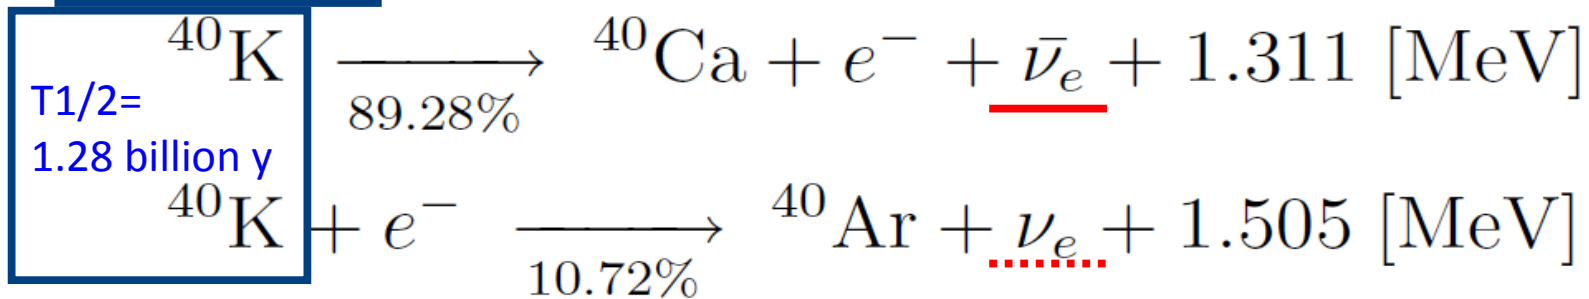 ⁴⁰K ⟶ ⁴⁰Ca + e⁻ + ν̄ₑ + 1.311 [MeV]
89.28%
T1/2=
1.28 billion y
⁴⁰K + e⁻ ⟶ ⁴⁰Ar + νₑ + 1.505 [MeV]
10.72%